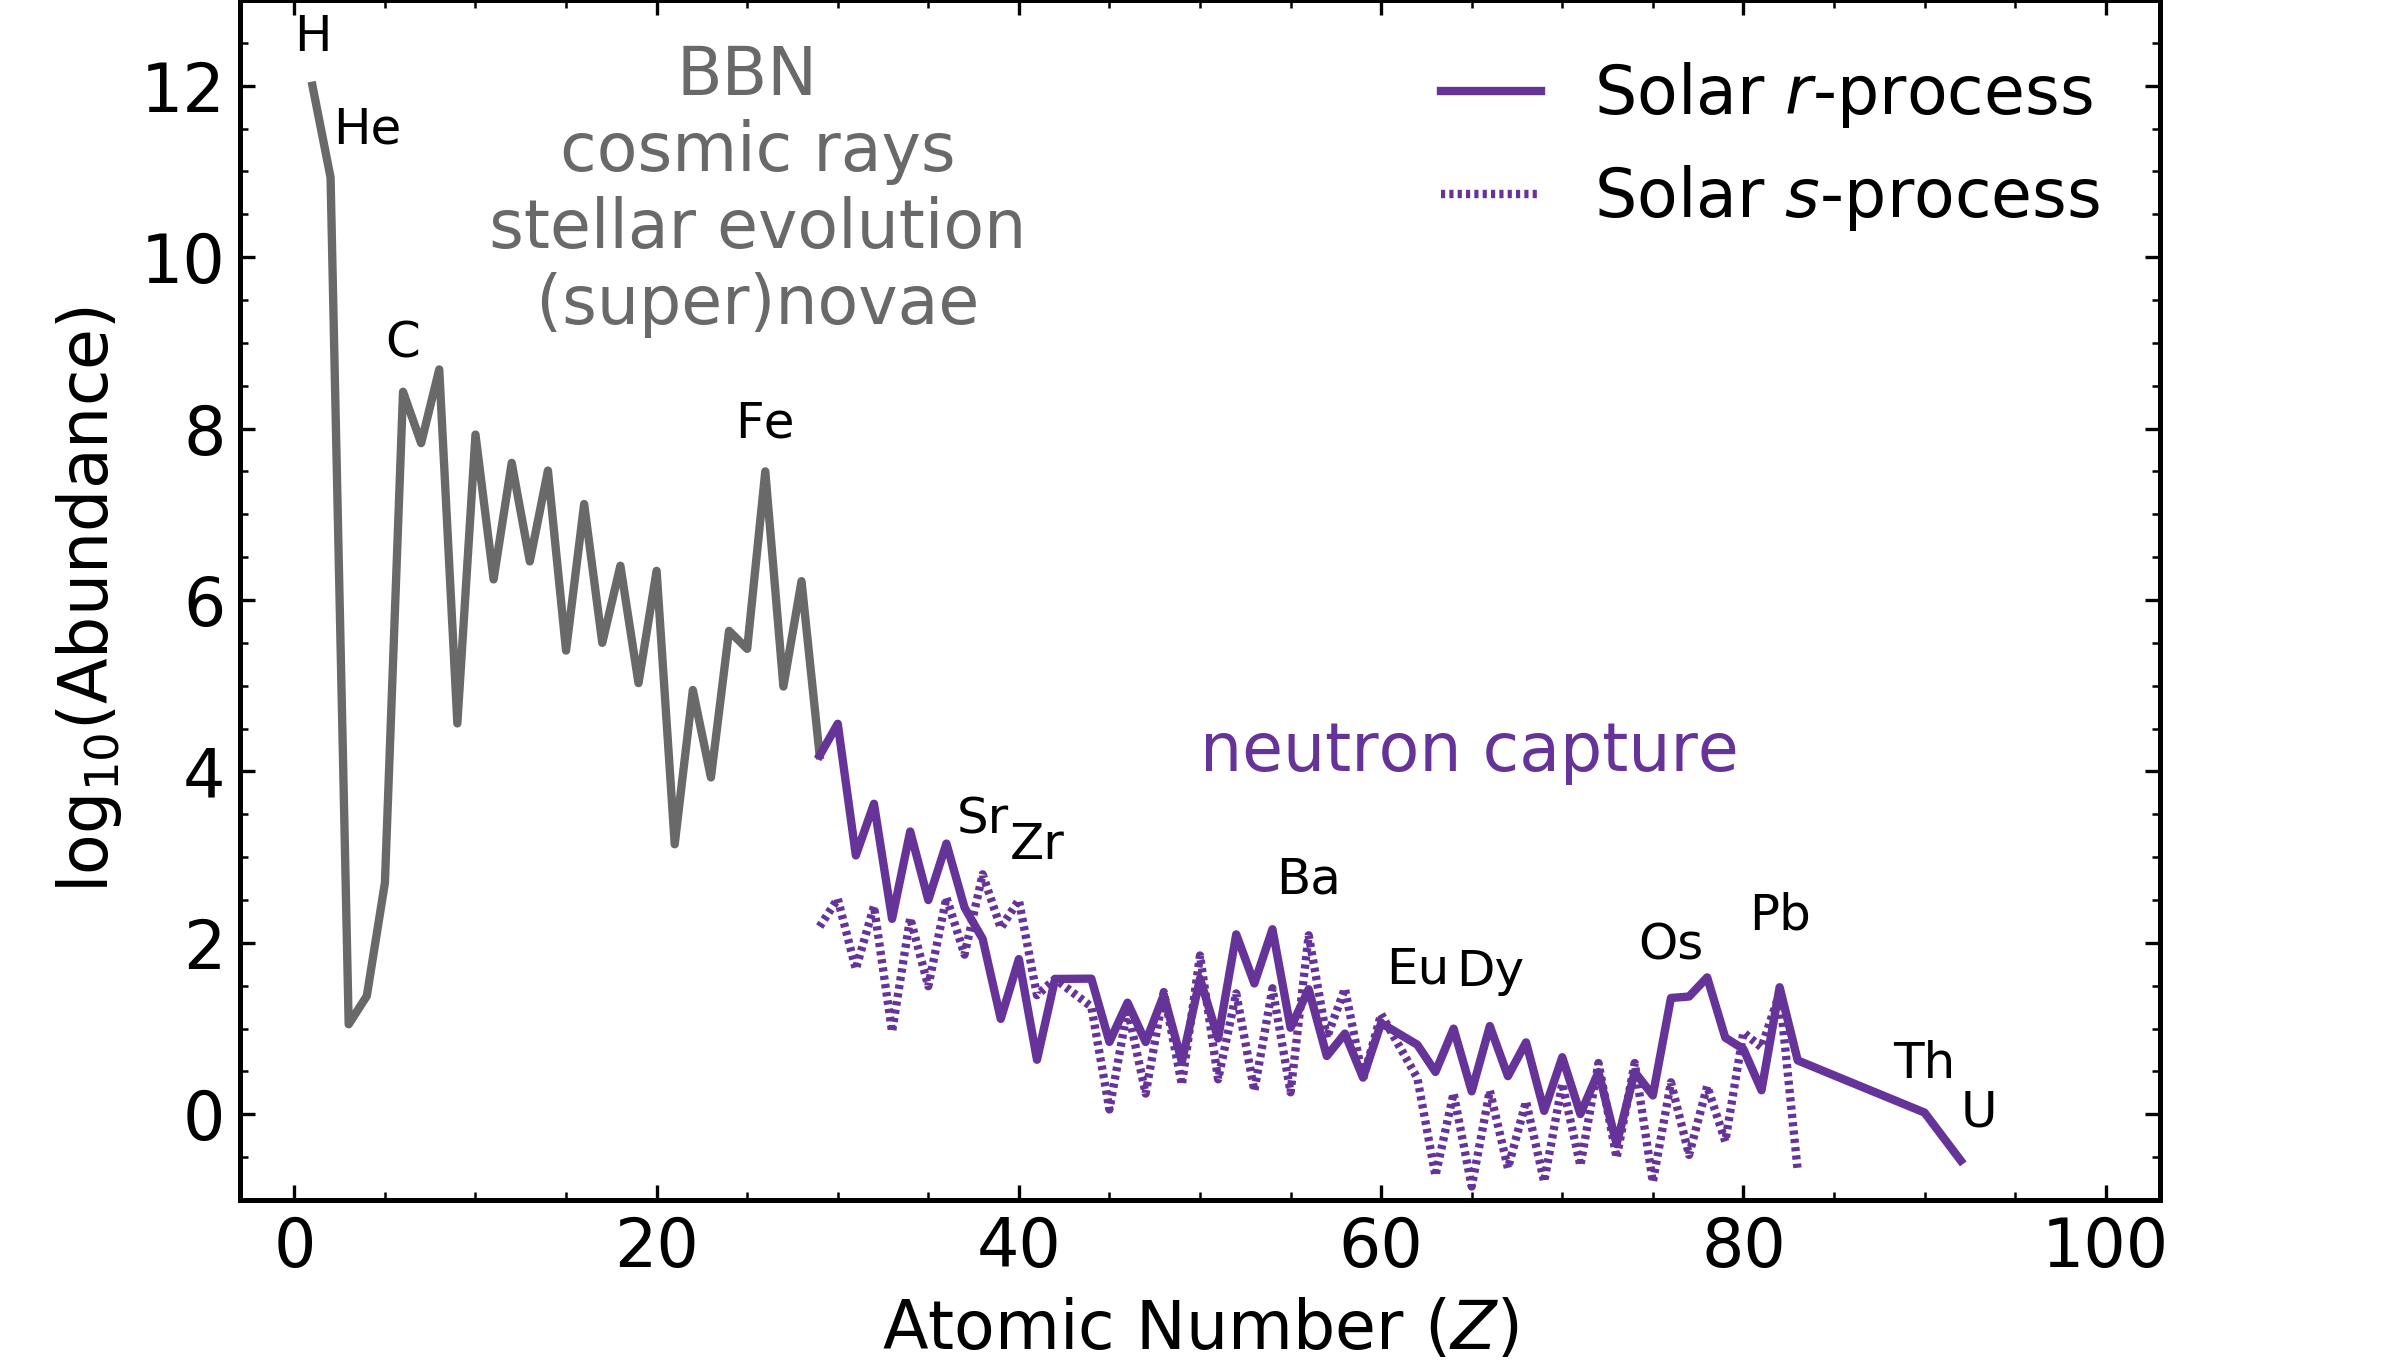 H
He
BBN
cosmic rays
stellar evolution
(super)novae
Solar r-process
Solar s-process
C
Fe
neutron capture
Sr
Zr
Ba
Eu
Dy
Os
Pb
Th
U
12
10
8
6
4
2
0
log10(Abundance)
0 20 40 60 80 100
Atomic Number (Z)